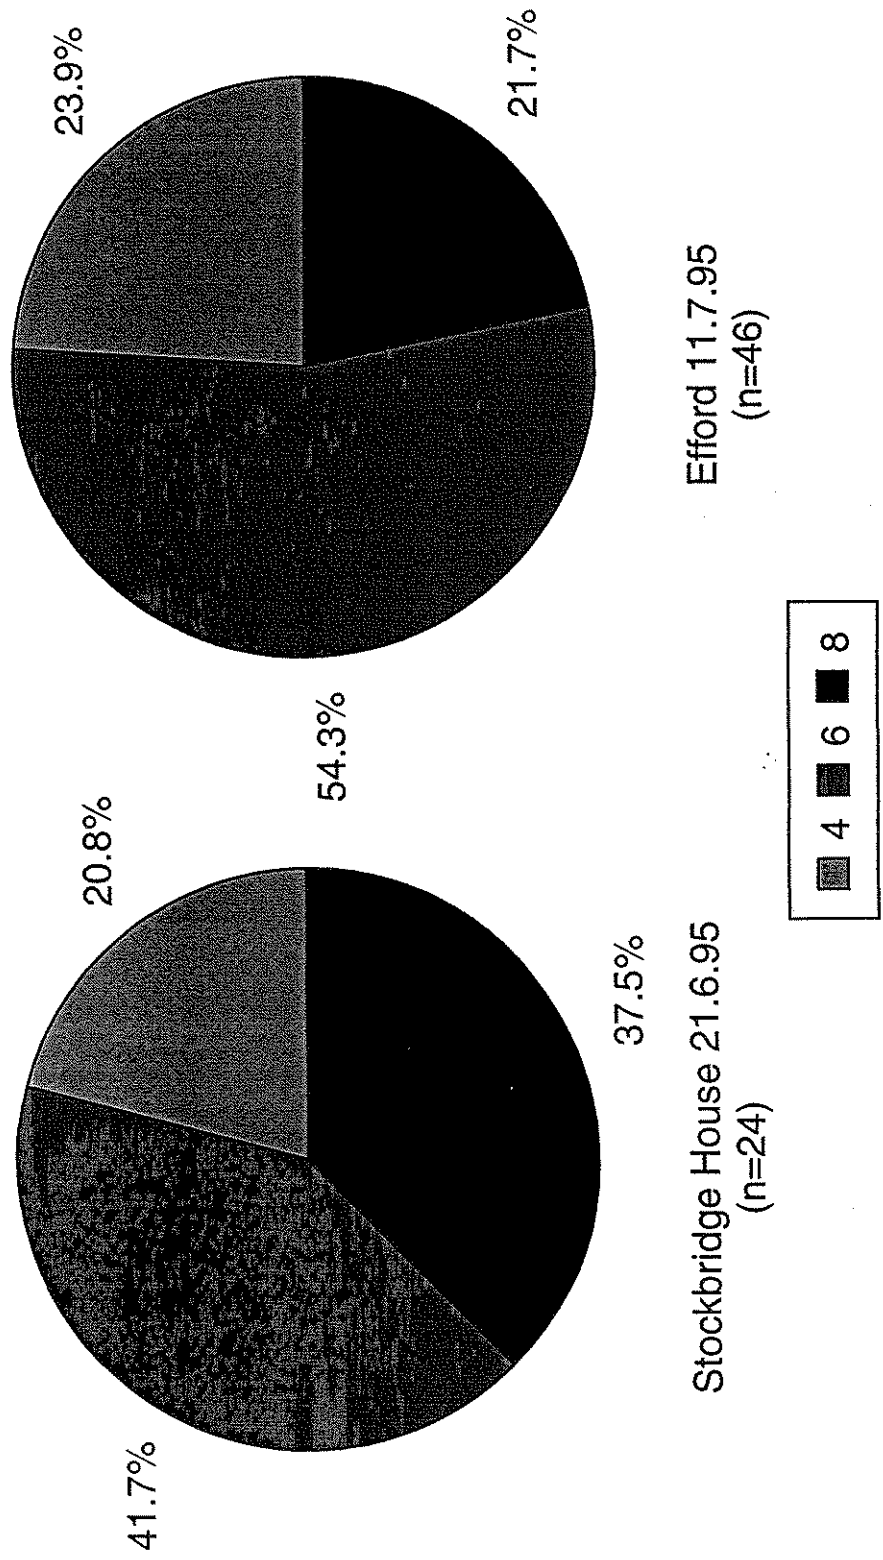 41.7%
20.8%
37.5%
Stockbridge House 21.6.95
(n=24)
54.3%
23.9%
21.7%
Efford 11.7.95
(n=46)
4 6 8